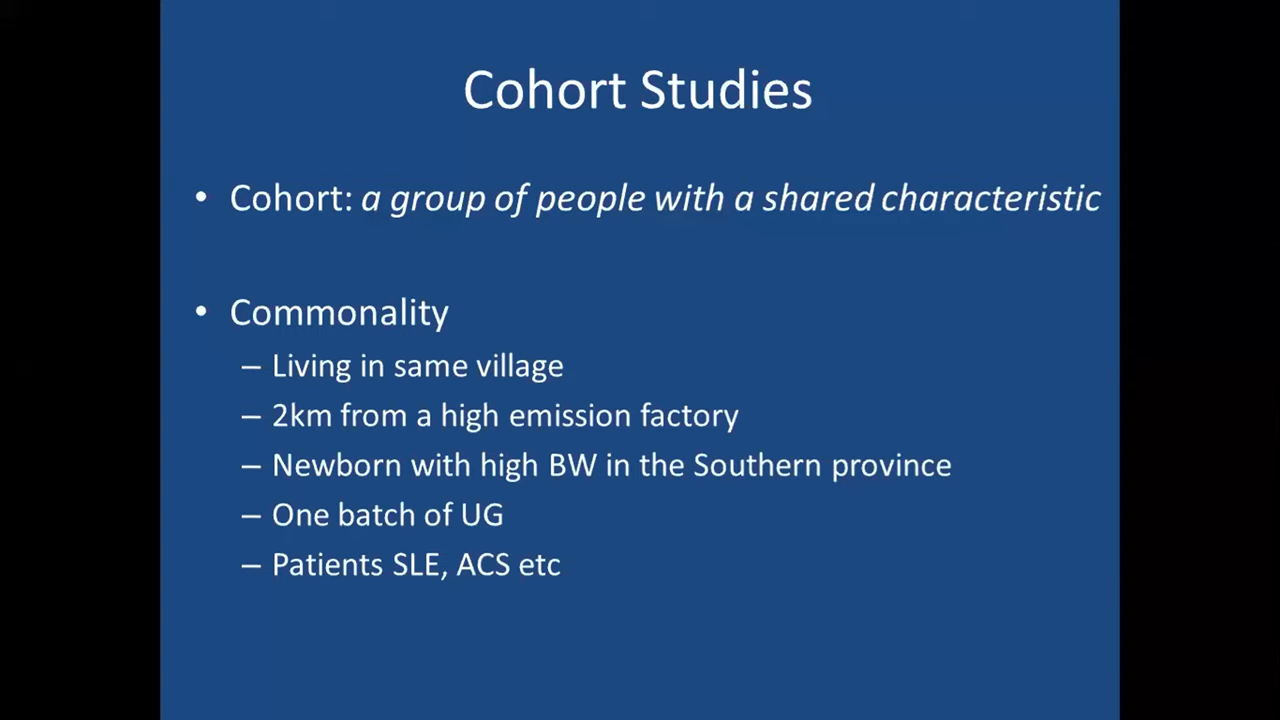 Cohort Studies
• Cohort: a group of people with a shared characteristic
• Commonality
– Living in same village
– 2km from a high emission factory
– Newborn with high BW in the Southern province
– One batch of UG
– Patients SLE, ACS etc